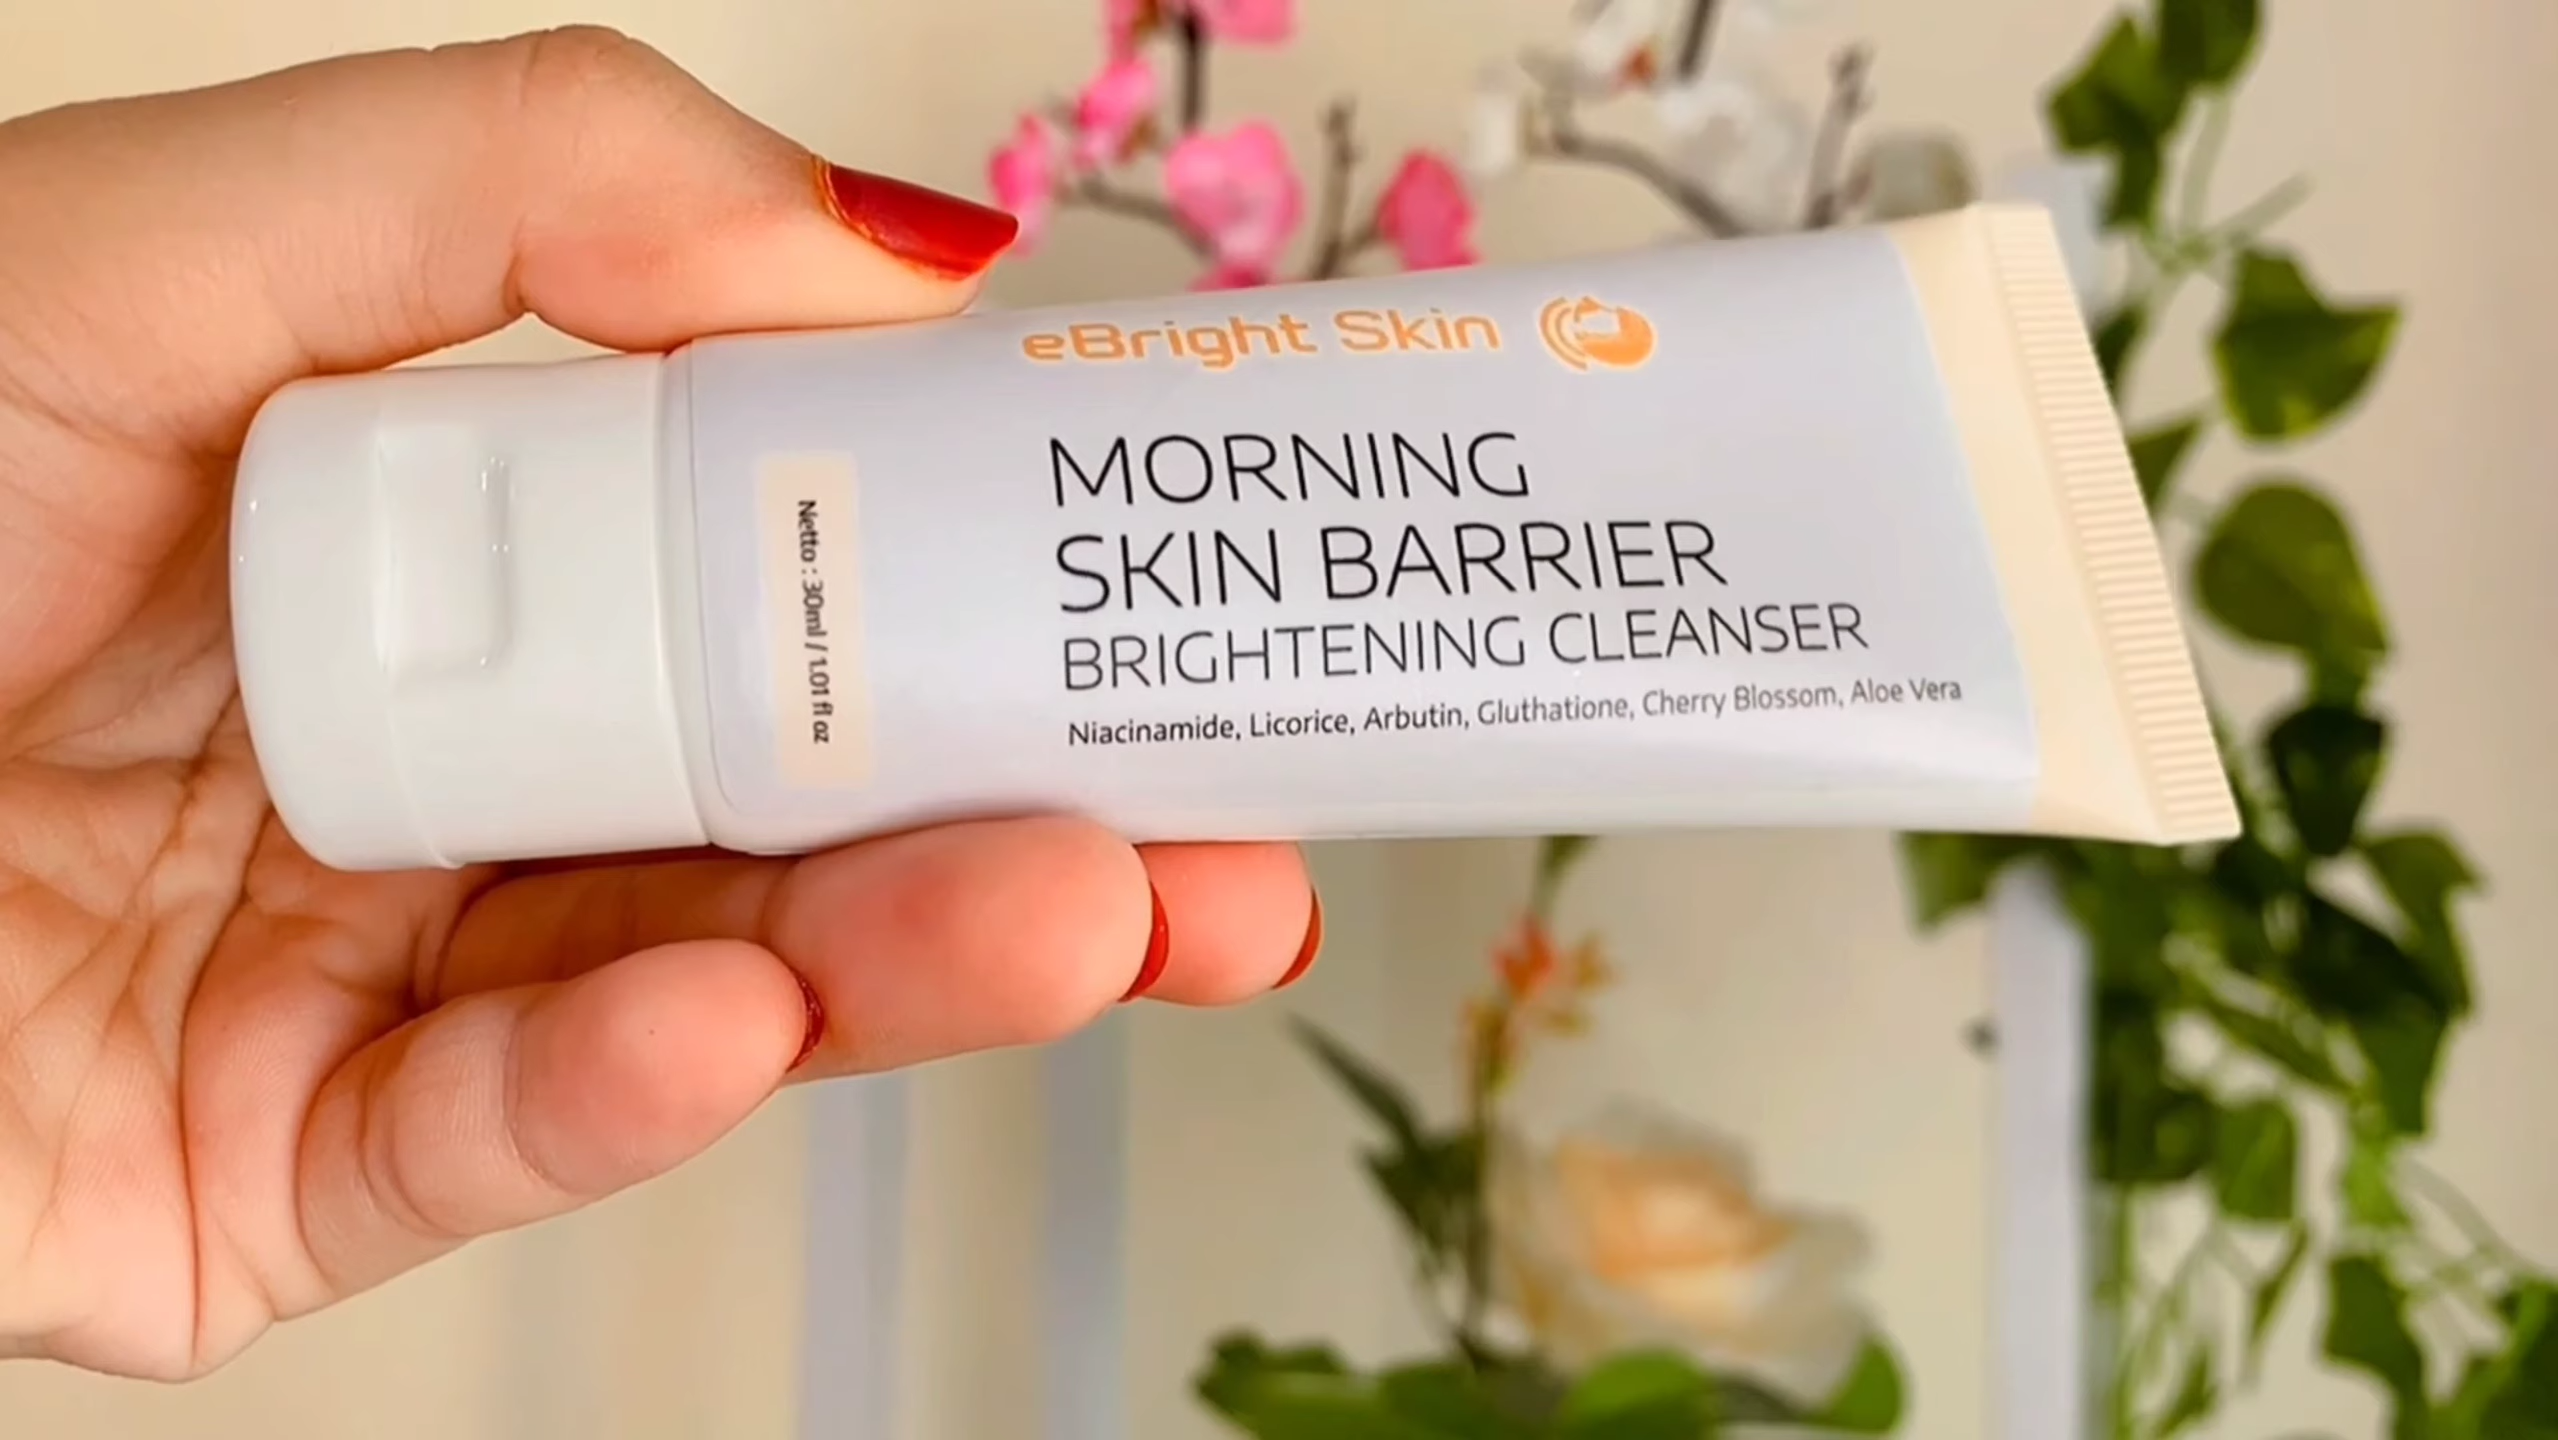 eBright Skin
MORNING
SKIN BARRIER
BRIGHTENING CLEANSER
Niacinamide, Licorice, Arbutin, Gluthatione, Cherry Blossom, Aloe Vera
Netto : 30ml / 1.01 fl oz